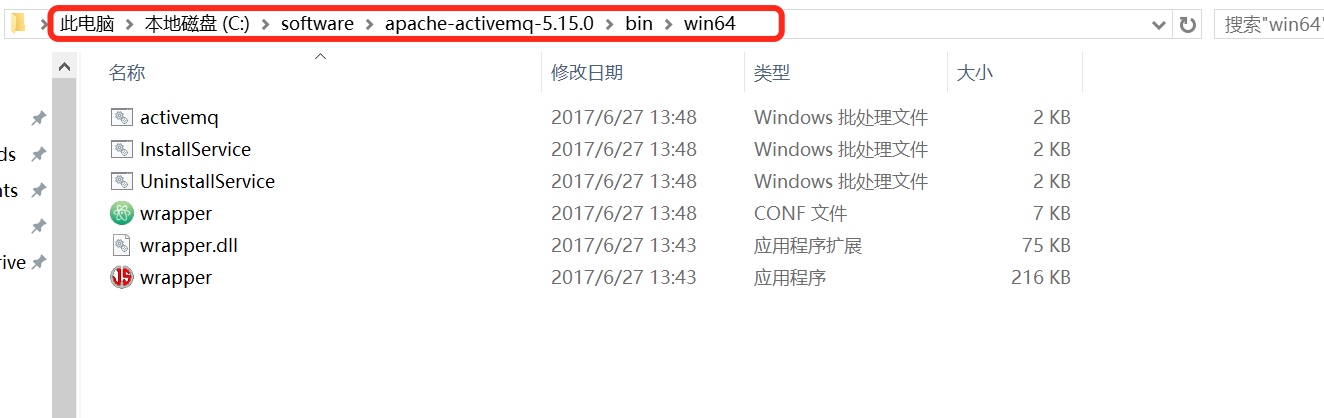 此电脑 > 本地磁盘 (C:) > software > apache-activemq-5.15.0 > bin > win64 搜索"win64"
名称 修改日期 类型 大小
activemq 2017/6/27 13:48 Windows 批处理文件 2 KB
ds InstallService 2017/6/27 13:48 Windows 批处理文件 2 KB
nts UninstallService 2017/6/27 13:48 Windows 批处理文件 2 KB
wrapper 2017/6/27 13:48 CONF 文件 7 KB
wrapper.dll 2017/6/27 13:43 应用程序扩展 75 KB
rive wrapper 2017/6/27 13:43 应用程序 216 KB